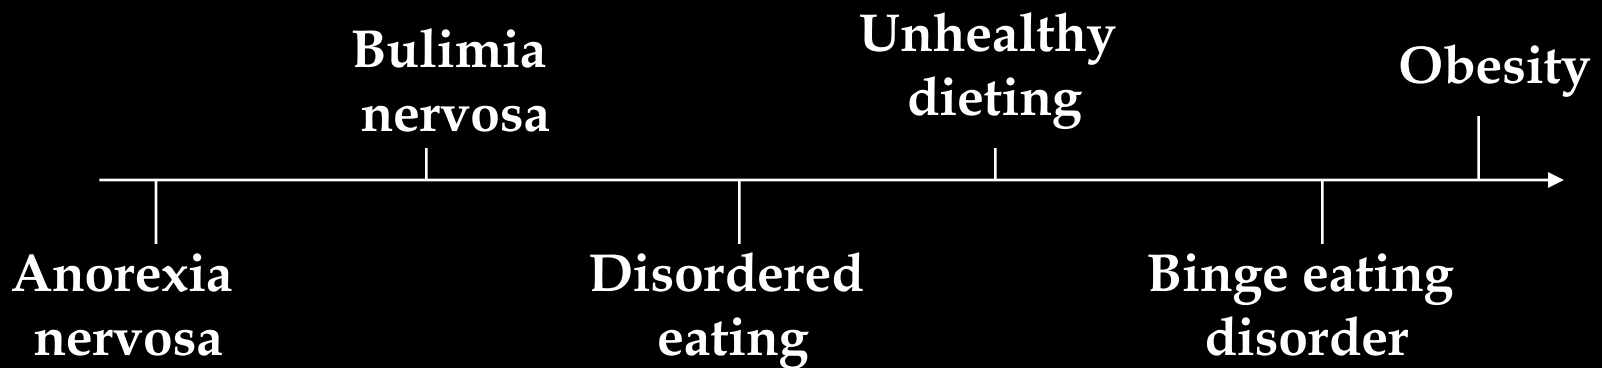 Bulimia
nervosa
Unhealthy
dieting
Obesity
Anorexia
nervosa
Disordered
eating
Binge eating
disorder